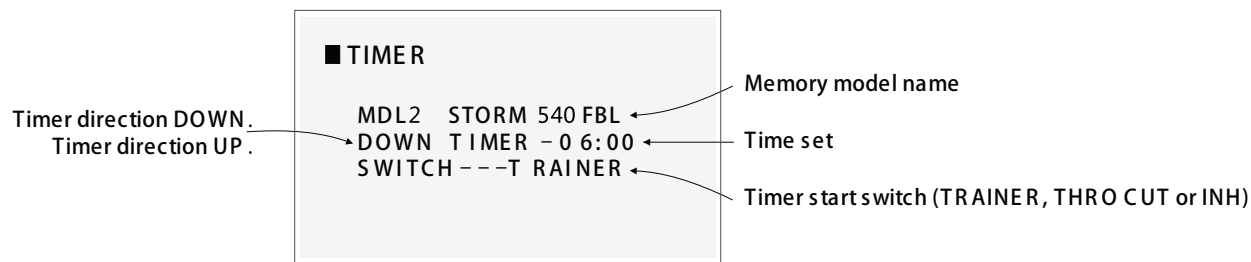 ■ TIMER
MDL2 STORM 540 FBL
DOWN TIMER -06:00
SWITCH---TRAINER
Timer direction DOWN.
Timer direction UP.
Memory model name
Time set
Timer start switch (TRAINER, THRO CUT or INH)